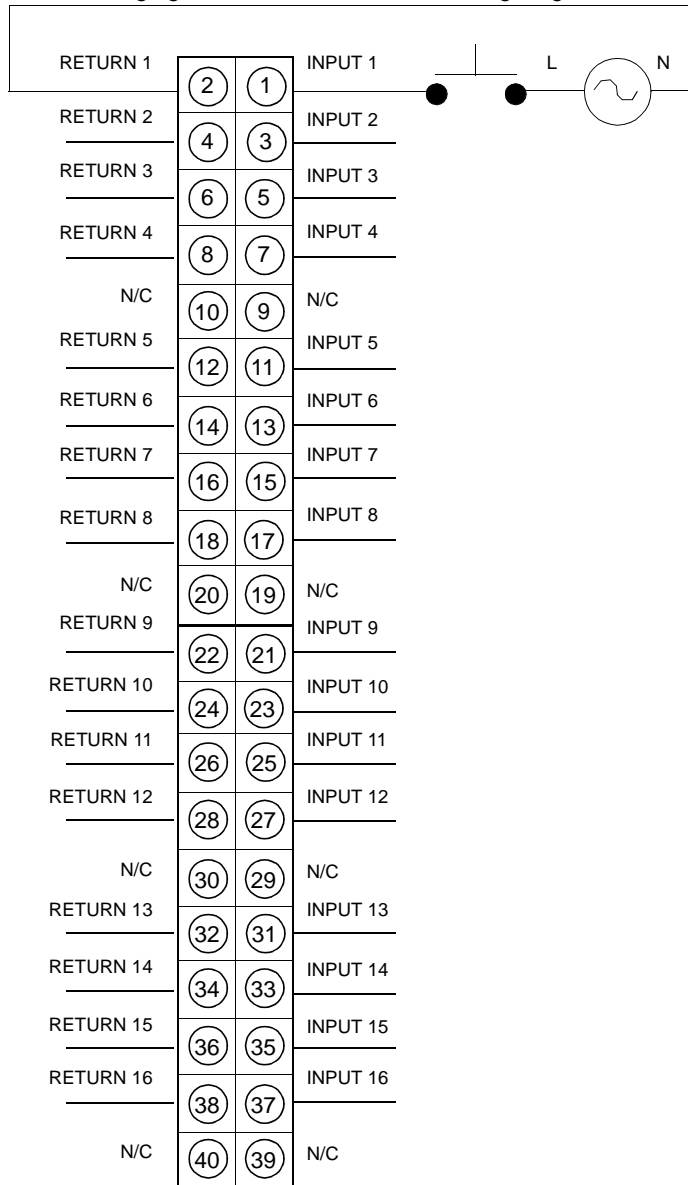 RETURN 1 2 1 INPUT 1 L N
RETURN 2 4 3 INPUT 2
RETURN 3 6 5 INPUT 3
RETURN 4 8 7 INPUT 4
N/C 10 9 N/C
RETURN 5 12 11 INPUT 5
RETURN 6 14 13 INPUT 6
RETURN 7 16 15 INPUT 7
RETURN 8 18 17 INPUT 8
N/C 20 19 N/C
RETURN 9 22 21 INPUT 9
RETURN 10 24 23 INPUT 10
RETURN 11 26 25 INPUT 11
RETURN 12 28 27 INPUT 12
N/C 30 29 N/C
RETURN 13 32 31 INPUT 13
RETURN 14 34 33 INPUT 14
RETURN 15 36 35 INPUT 15
RETURN 16 38 37 INPUT 16
N/C 40 39 N/C